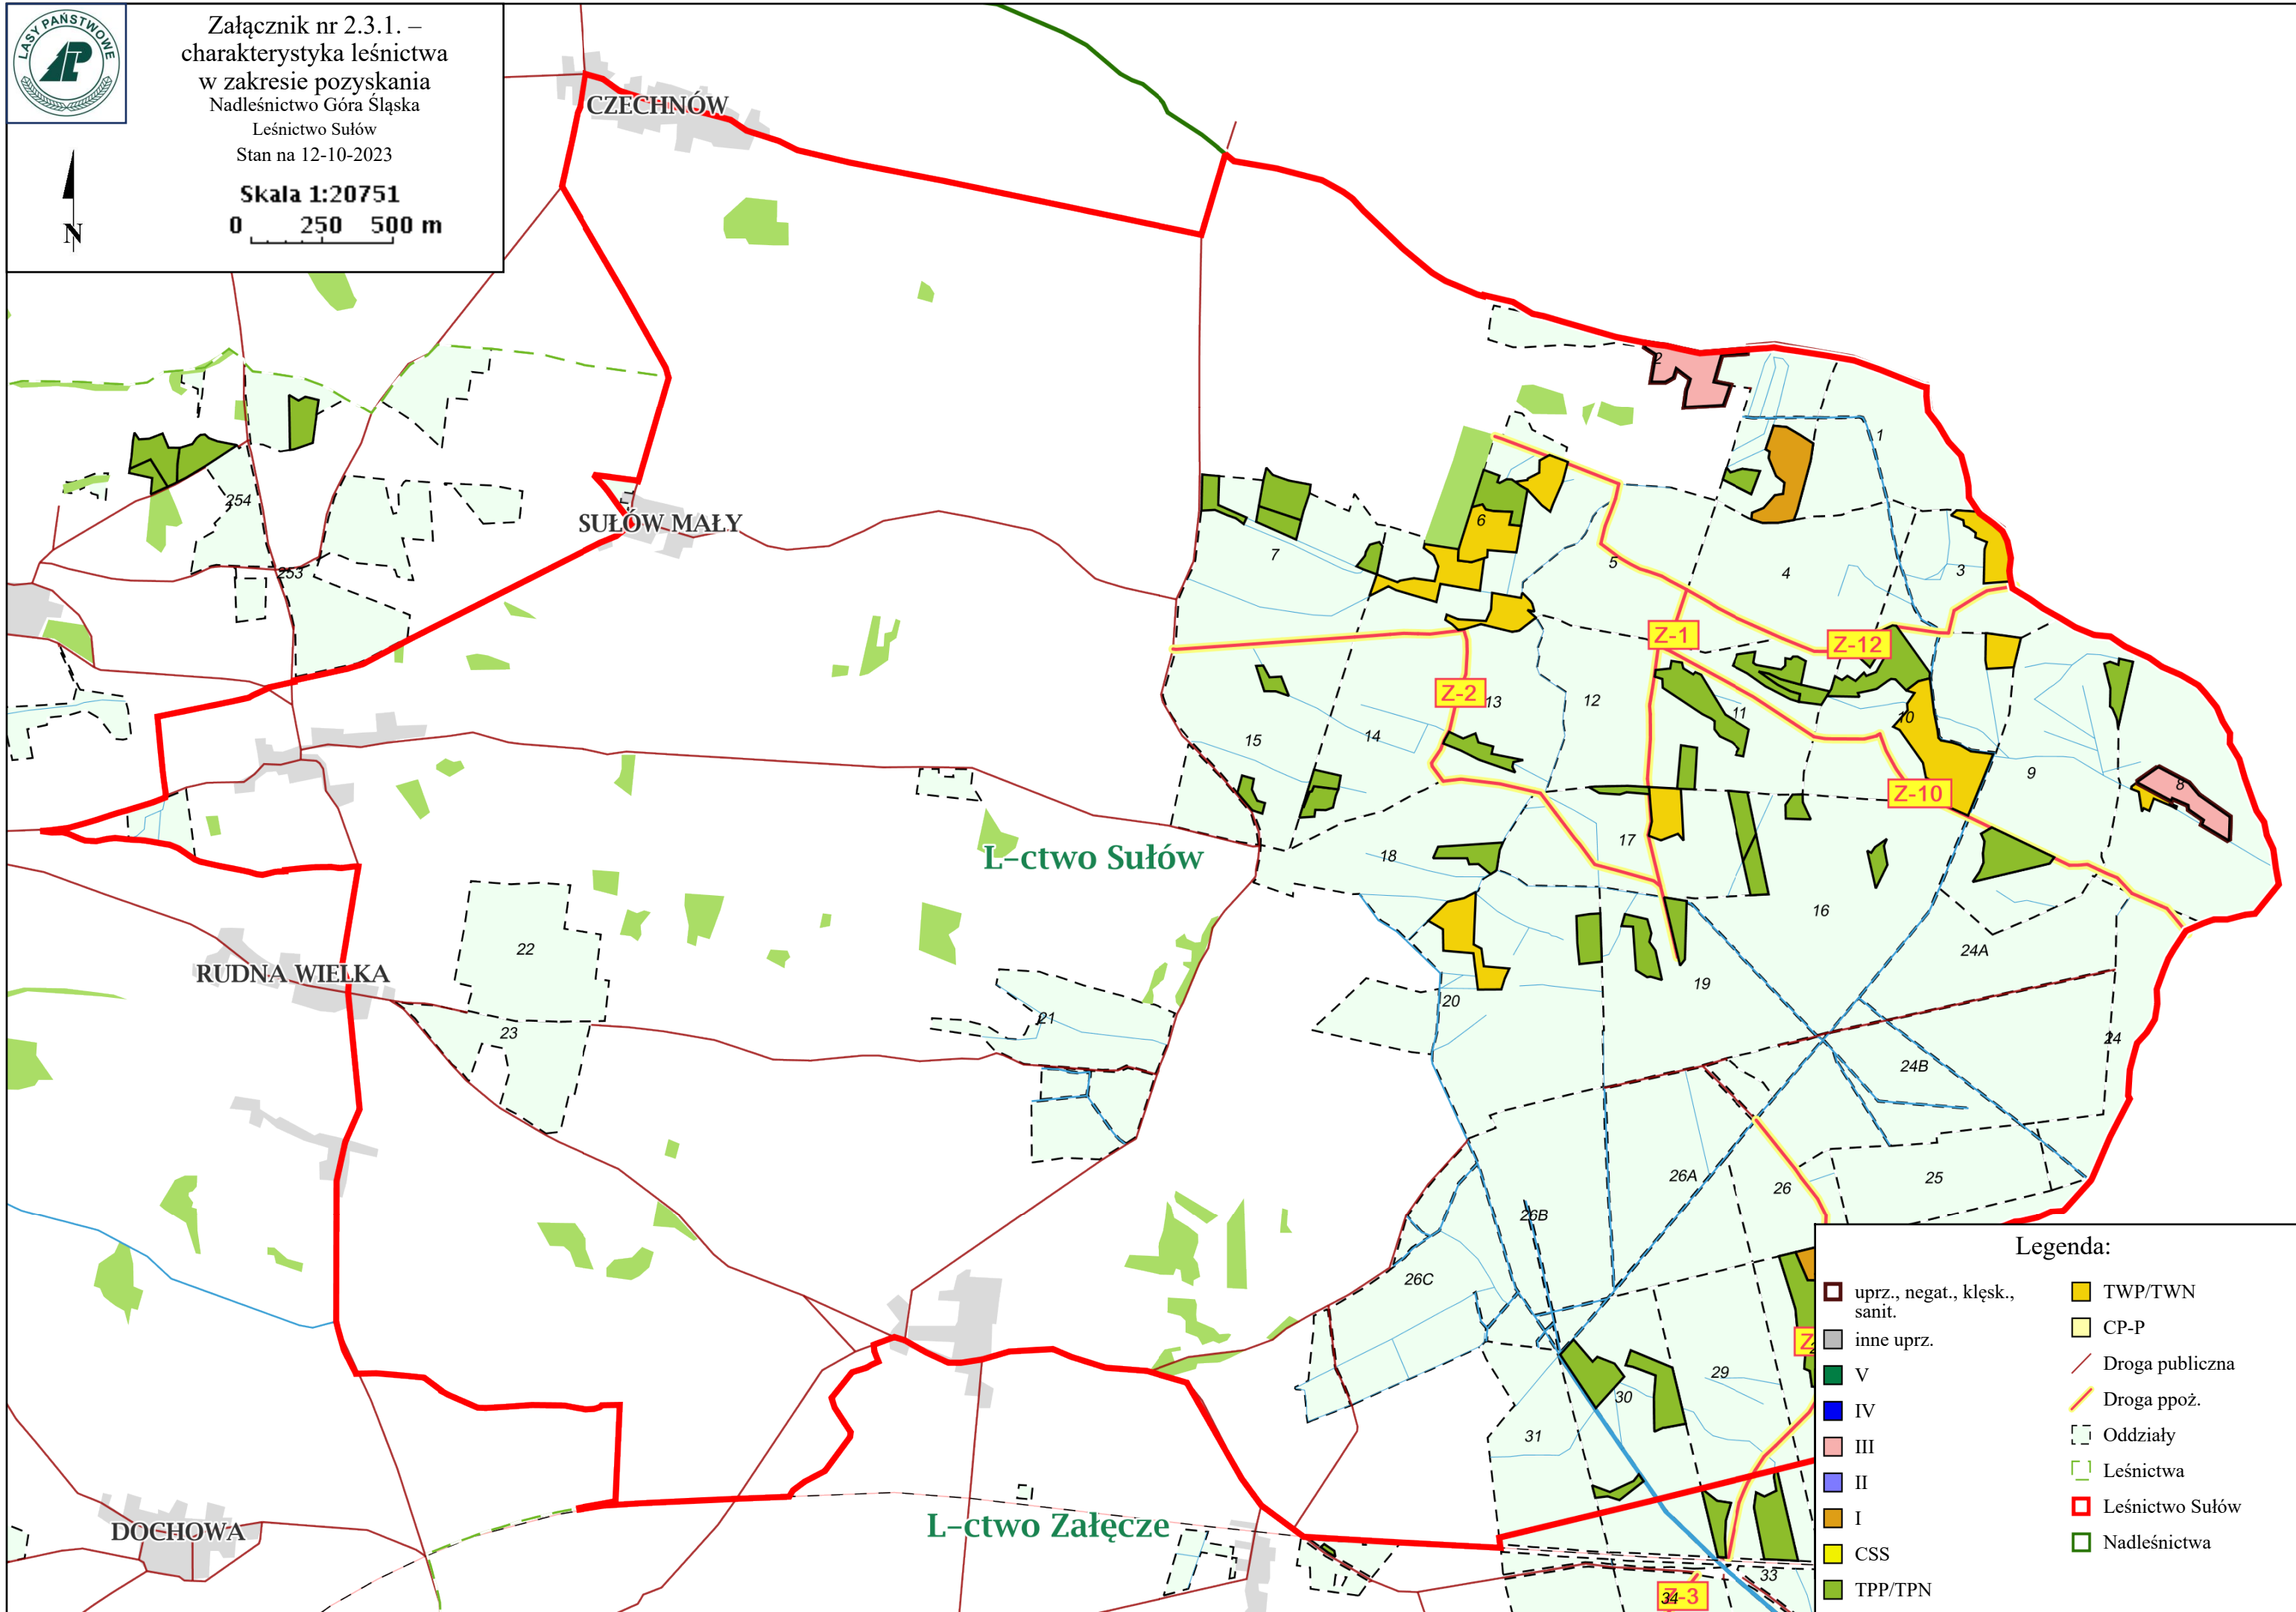 LASY PAŃSTWOWE
Załącznik nr 2.3.1. –
charakterystyka leśnictwa
w zakresie pozyskania
Nadleśnictwo Góra Śląska
Leśnictwo Sułów
Stan na 12-10-2023
Skala 1:20751
0 250 500 m
N
CZECHNÓW
2
1
254
SUŁÓW MAŁY
6
7
5
4
3
253
Z-1
Z-12
Z-2
13
12
11
10
15
14
9
8
Z-10
L-ctwo Sułów
18
17
16
22
RUDNA WIELKA
24A
19
20
21
23
24
24B
26A
26
25
26B
26C
29
30
31
DOCHOWA
L-ctwo Załęcze
33
34
Z-3
Legenda:
uprz., negat., klęsk.,
sanit.
inne uprz.
V
IV
III
II
I
CSS
TPP/TPN
TWP/TWN
CP-P
Droga publiczna
Droga ppoż.
Oddziały
Leśnictwa
Leśnictwo Sułów
Nadleśnictwa